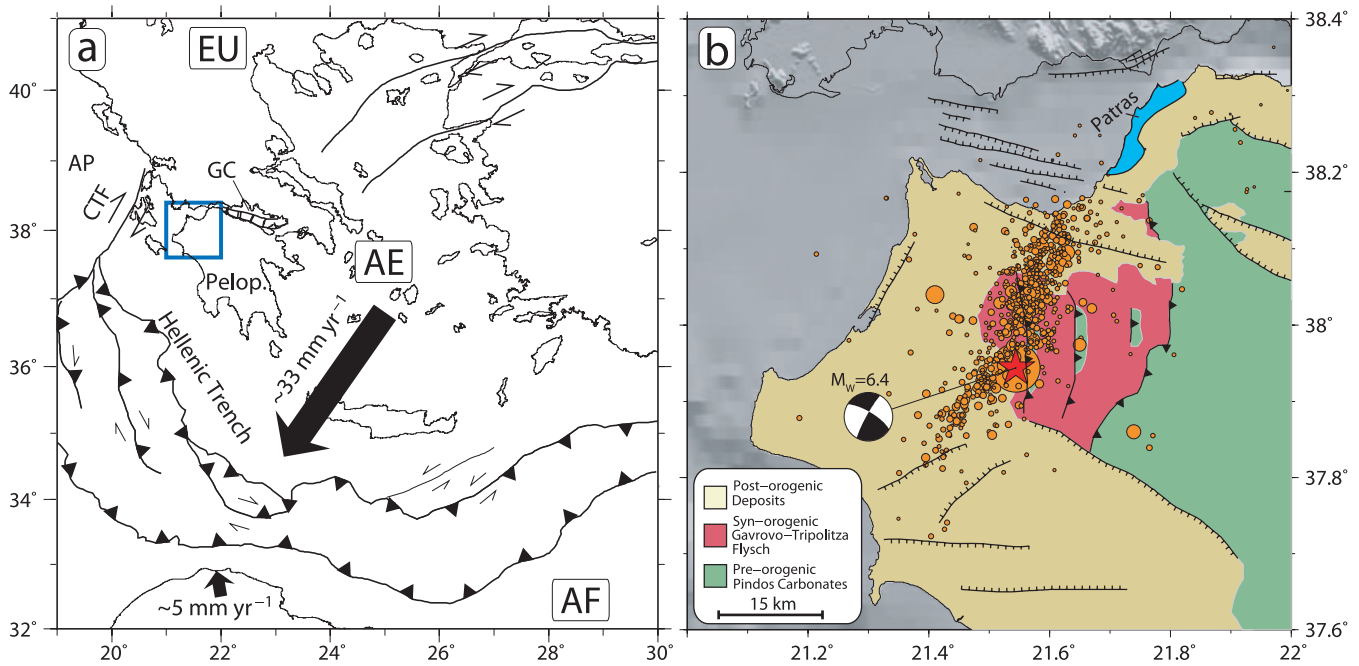 a
EU
AP
CTF
GC
AE
Pelop.
Hellenic Trench
~33 mm yr−1
~5 mm yr−1
AF
40°
38°
36°
34°
32°
20
22
24
26
28
30
b
Patras
MW=6.4
Post−orogenic
Deposits
Syn−orogenic
Gavrovo−Tripolitza
Flysch
Pre−orogenic
Pindos Carbonates
15 km
38.4°
38.2°
38°
37.8°
37.6°
21.2°
21.4°
21.6°
21.8°
22°